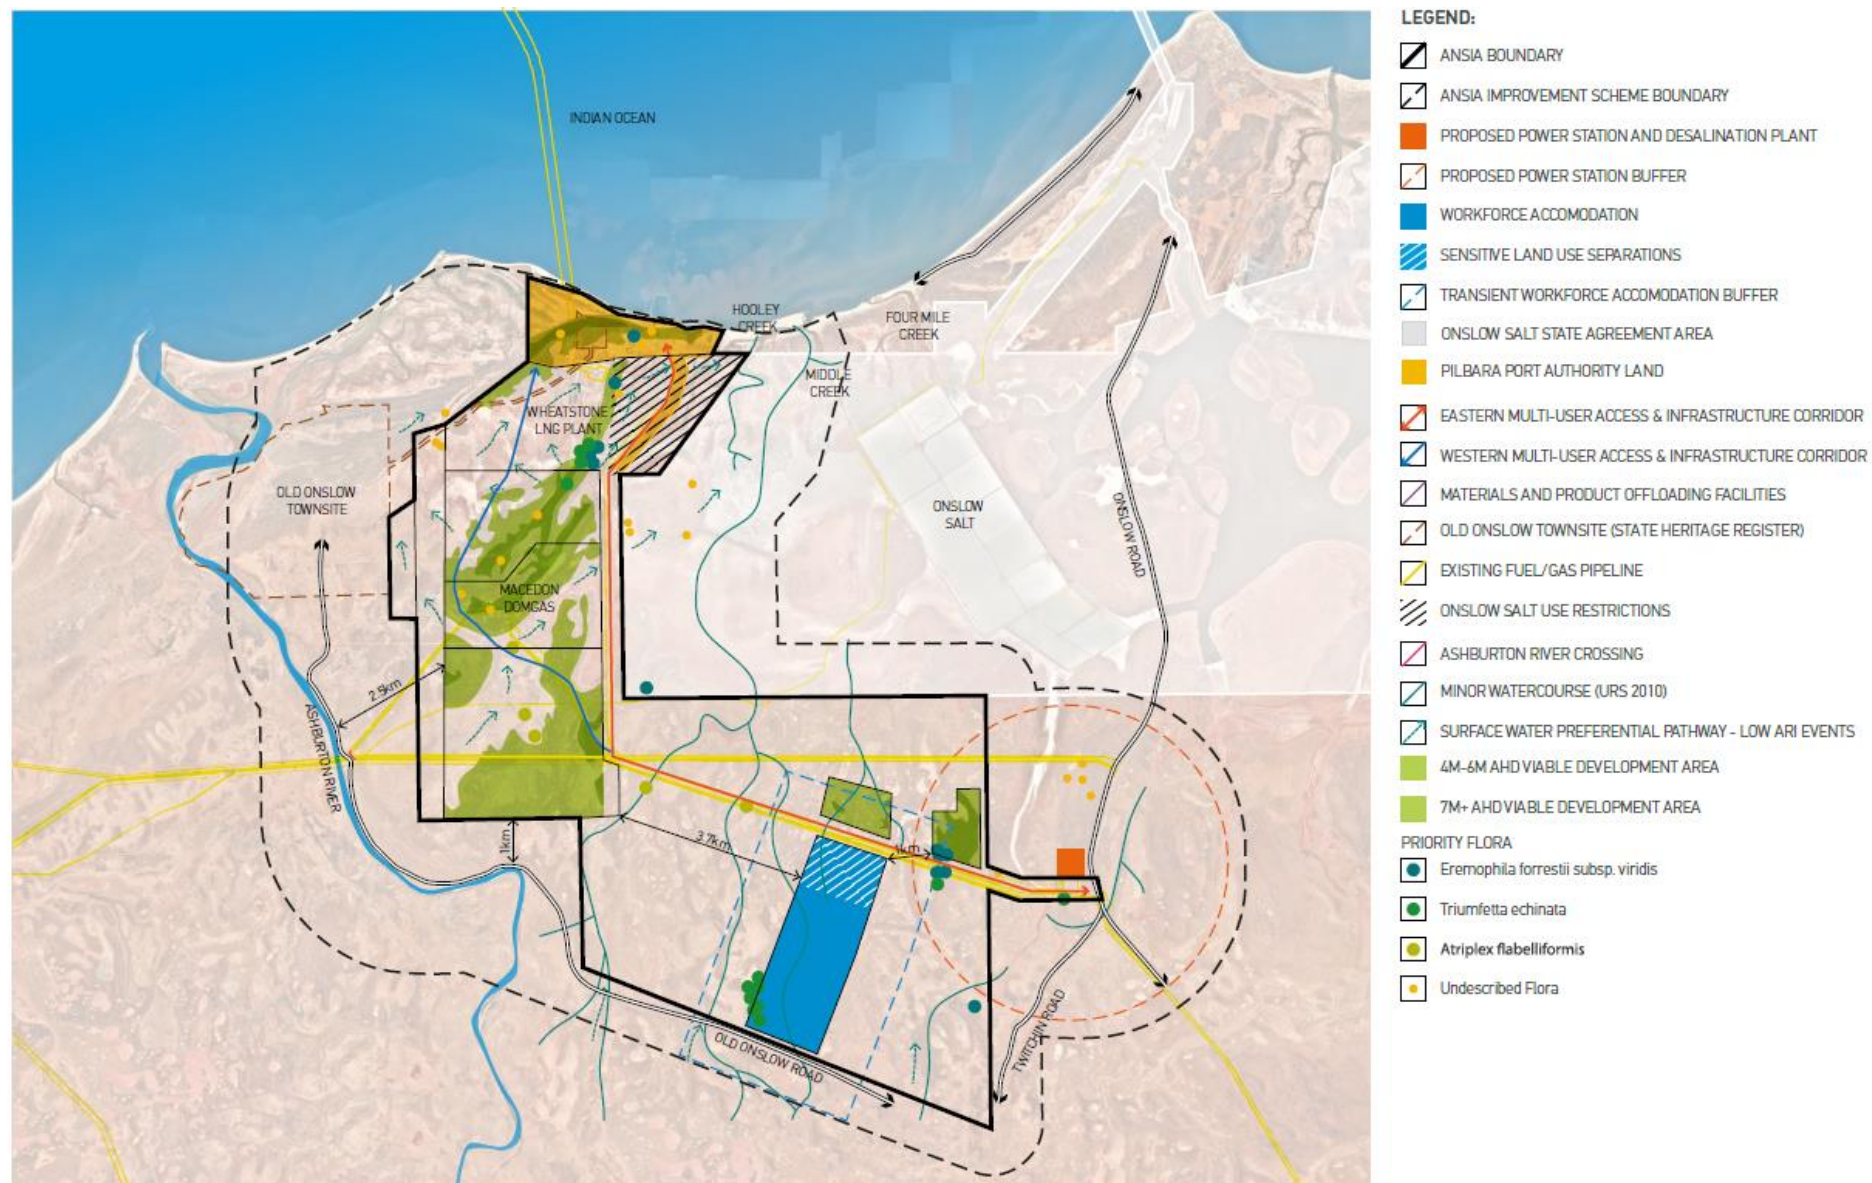 INDIAN OCEAN
HOOLEY
CREEK
FOUR MILE
CREEK
MIDDLE
CREEK
WHEATSTONE
LNG PLANT
OLD ONSLOW
TOWNSITE
ONSLOW
SALT
ONSLOW ROAD
MACEDON
DOMGAS
2.5km
ASHBURTON RIVER
1km
3.7km
1km
OLD ONSLOW ROAD
TWITCHIN ROAD
LEGEND:
ANSIA BOUNDARY
ANSIA IMPROVEMENT SCHEME BOUNDARY
PROPOSED POWER STATION AND DESALINATION PLANT
PROPOSED POWER STATION BUFFER
WORKFORCE ACCOMODATION
SENSITIVE LAND USE SEPARATIONS
TRANSIENT WORKFORCE ACCOMODATION BUFFER
ONSLOW SALT STATE AGREEMENT AREA
PILBARA PORT AUTHORITY LAND
EASTERN MULTI-USER ACCESS & INFRASTRUCTURE CORRIDOR
WESTERN MULTI-USER ACCESS & INFRASTRUCTURE CORRIDOR
MATERIALS AND PRODUCT OFFLOADING FACILITIES
OLD ONSLOW TOWNSITE (STATE HERITAGE REGISTER)
EXISTING FUEL/GAS PIPELINE
ONSLOW SALT USE RESTRICTIONS
ASHBURTON RIVER CROSSING
MINOR WATERCOURSE (URS 2010)
SURFACE WATER PREFERENTIAL PATHWAY - LOW ARI EVENTS
4M-6M AHD VIABLE DEVELOPMENT AREA
7M+ AHD VIABLE DEVELOPMENT AREA
PRIORITY FLORA
Eremophila forrestii subsp. viridis
Triumfetta echinata
Atriplex flabelliformis
Undescribed Flora